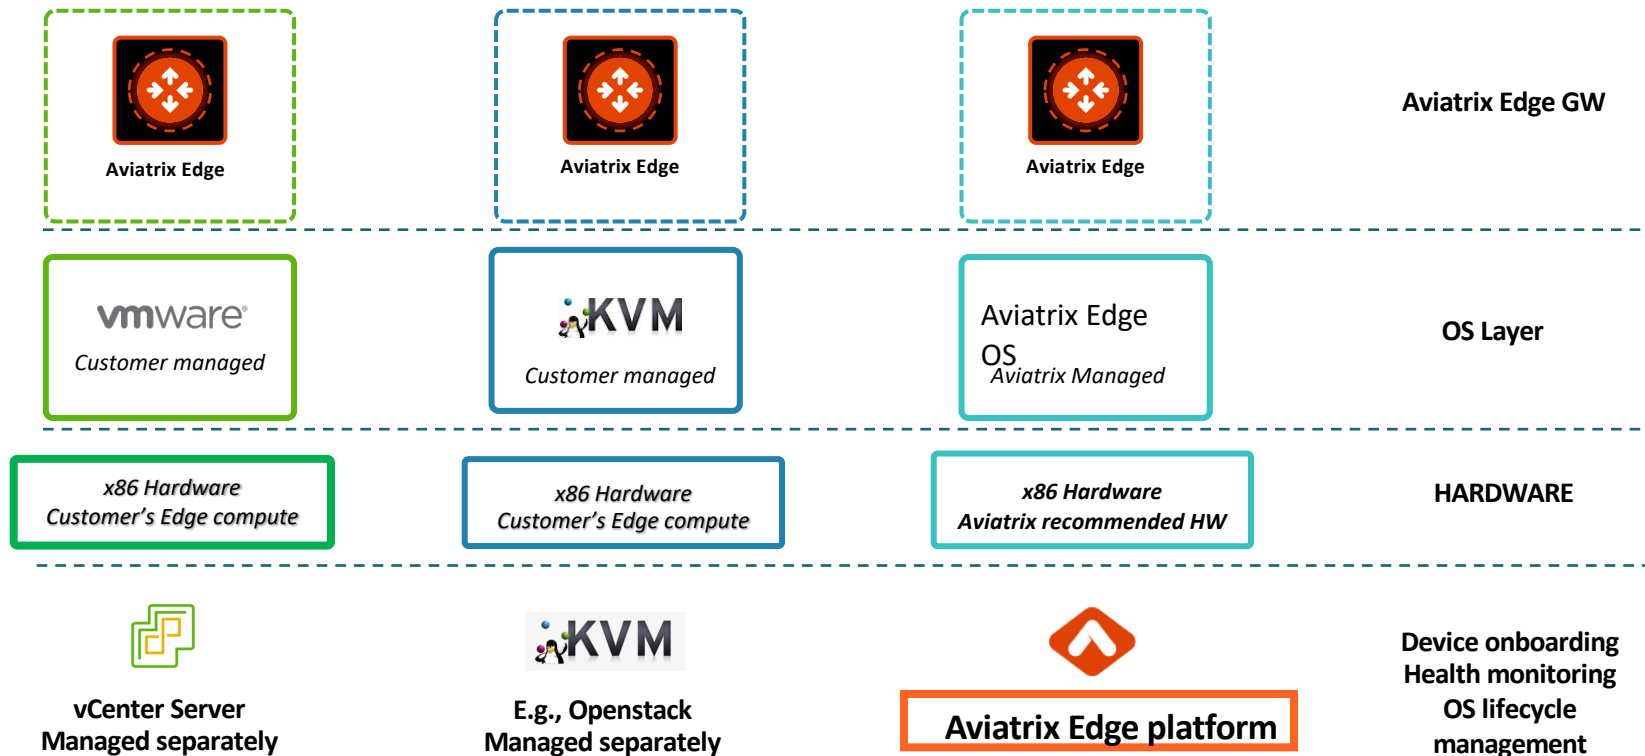 Aviatrix Edge
Aviatrix Edge
Aviatrix Edge
Aviatrix Edge GW
vmware®
Customer managed
KVM
Customer managed
Aviatrix Edge
OS
Aviatrix Managed
OS Layer
x86 Hardware
Customer's Edge compute
x86 Hardware
Customer's Edge compute
x86 Hardware
Aviatrix recommended HW
HARDWARE
vCenter Server
Managed separately
KVM
E.g., Openstack
Managed separately
Aviatrix Edge platform
Device onboarding
Health monitoring
OS lifecycle
management